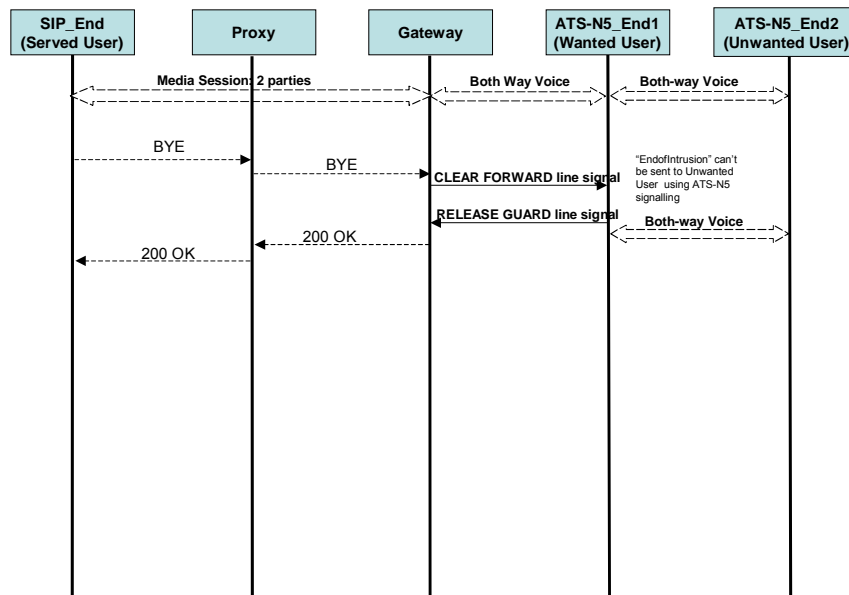 SIP_End
(Served User)
Proxy
Gateway
ATS-N5_End1
(Wanted User)
ATS-N5_End2
(Unwanted User)
Media Session: 2 parties
Both Way Voice
Both-way Voice
BYE
BYE
CLEAR FORWARD line signal
“EndofIntrusion” can’t
be sent to Unwanted
User using ATS-N5
signalling
RELEASE GUARD line signal
Both-way Voice
200 OK
200 OK